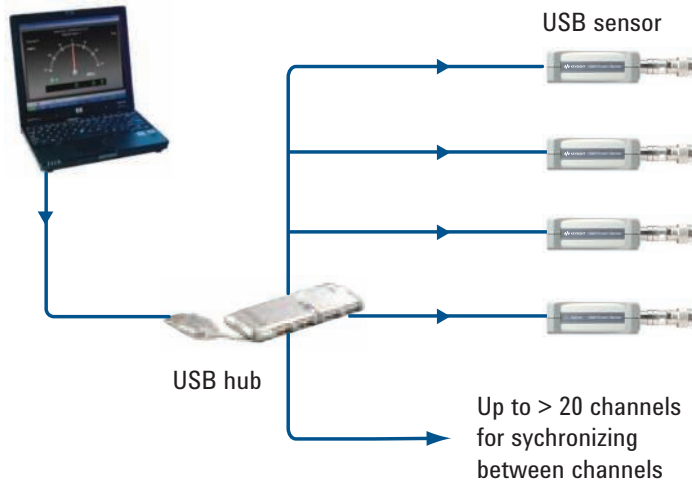 USB sensor
USB hub
Up to > 20 channels
for sychronizing
between channels